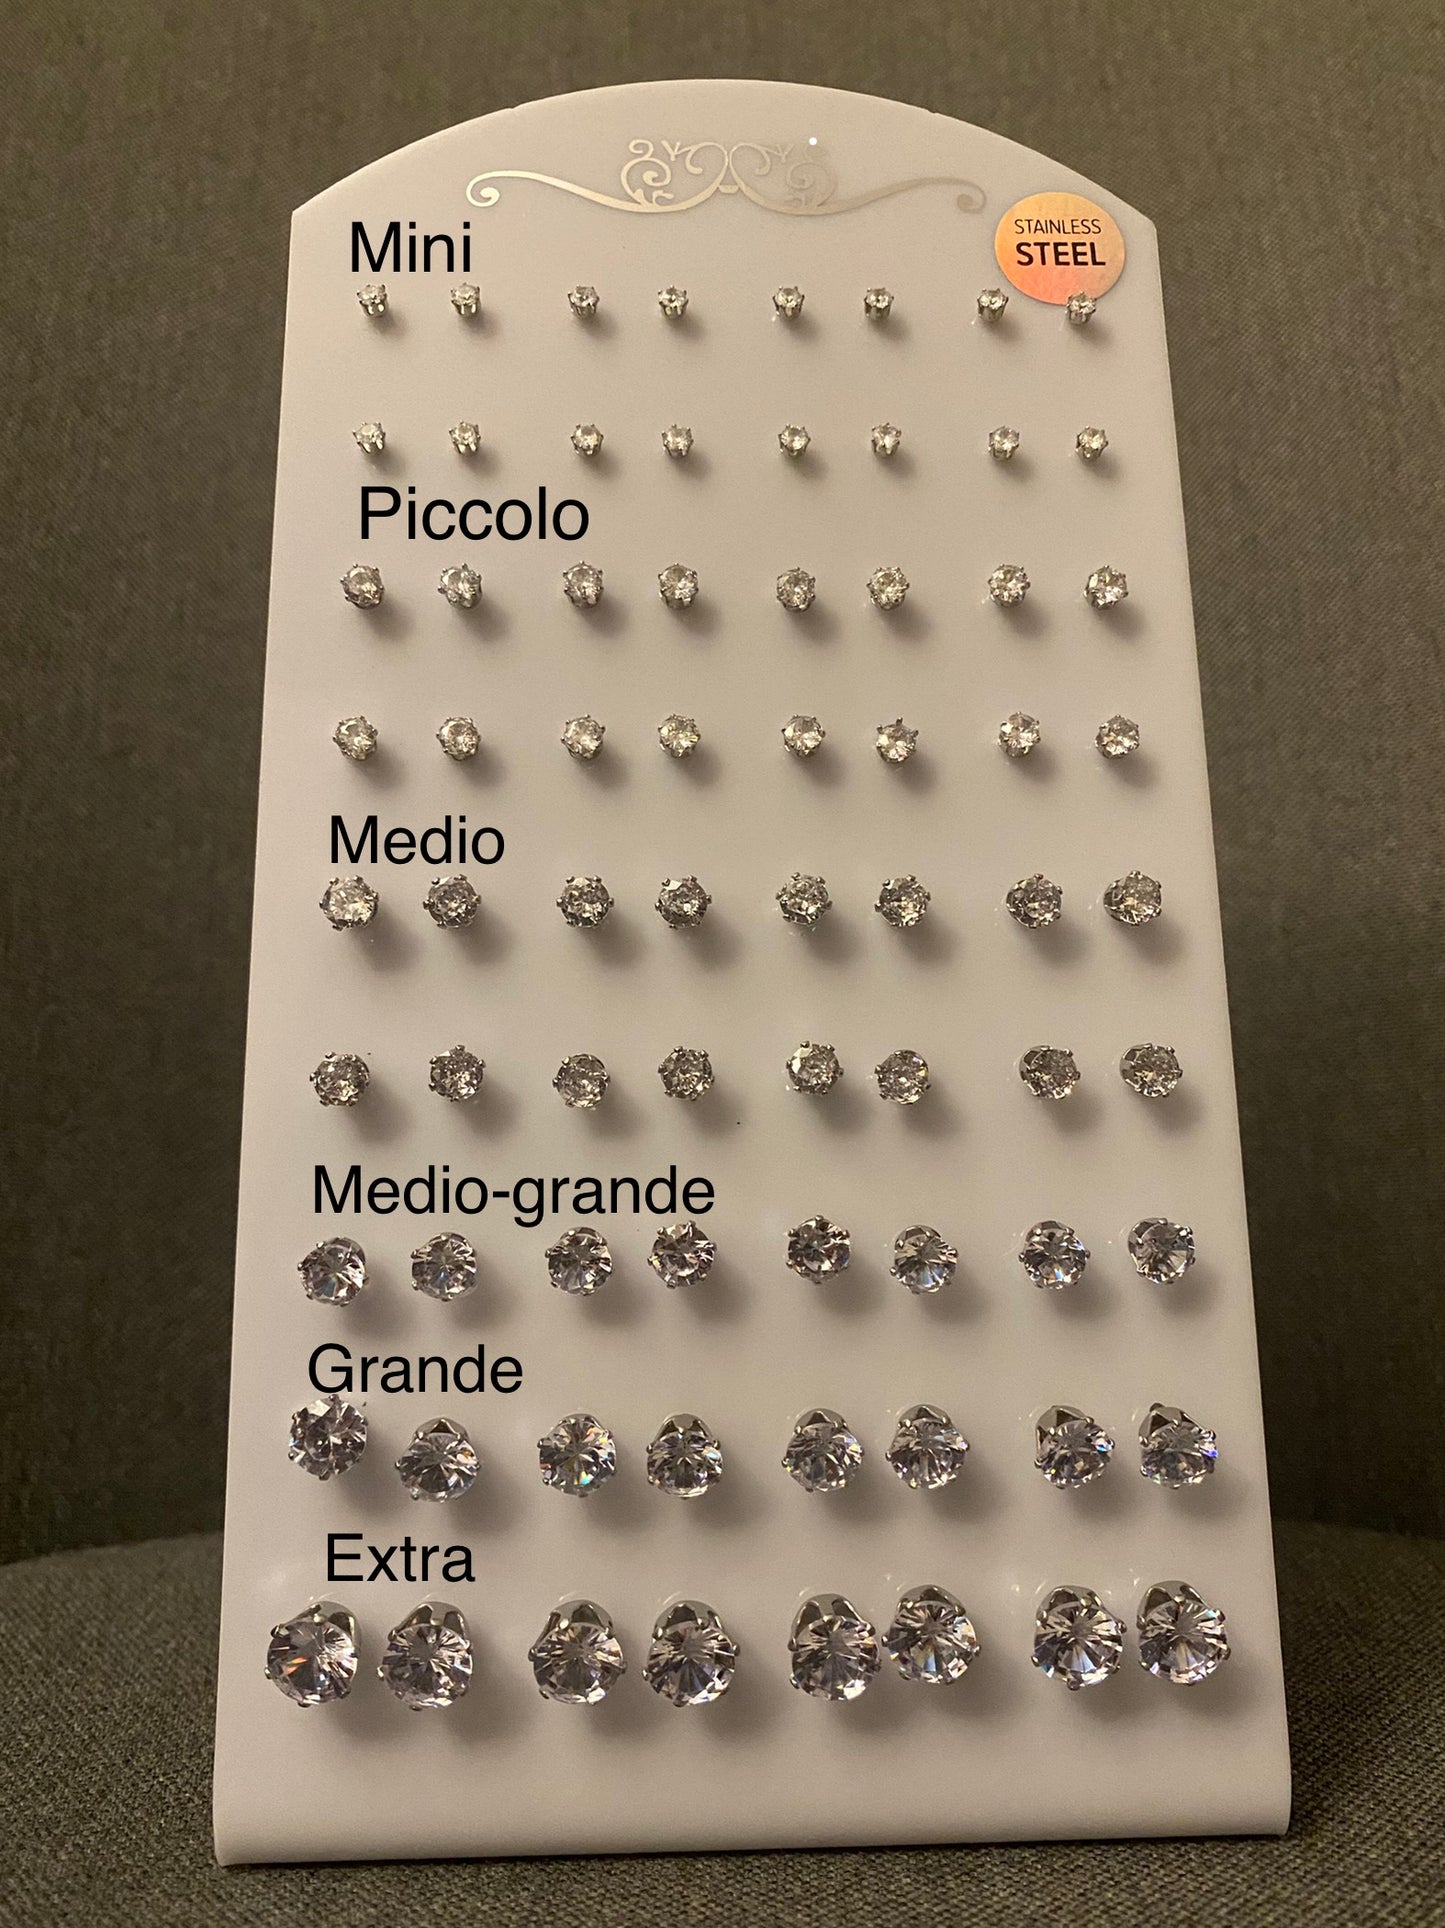 STAINLESS
STEEL
Mini
Piccolo
Medio
Medio-grande
Grande
Extra